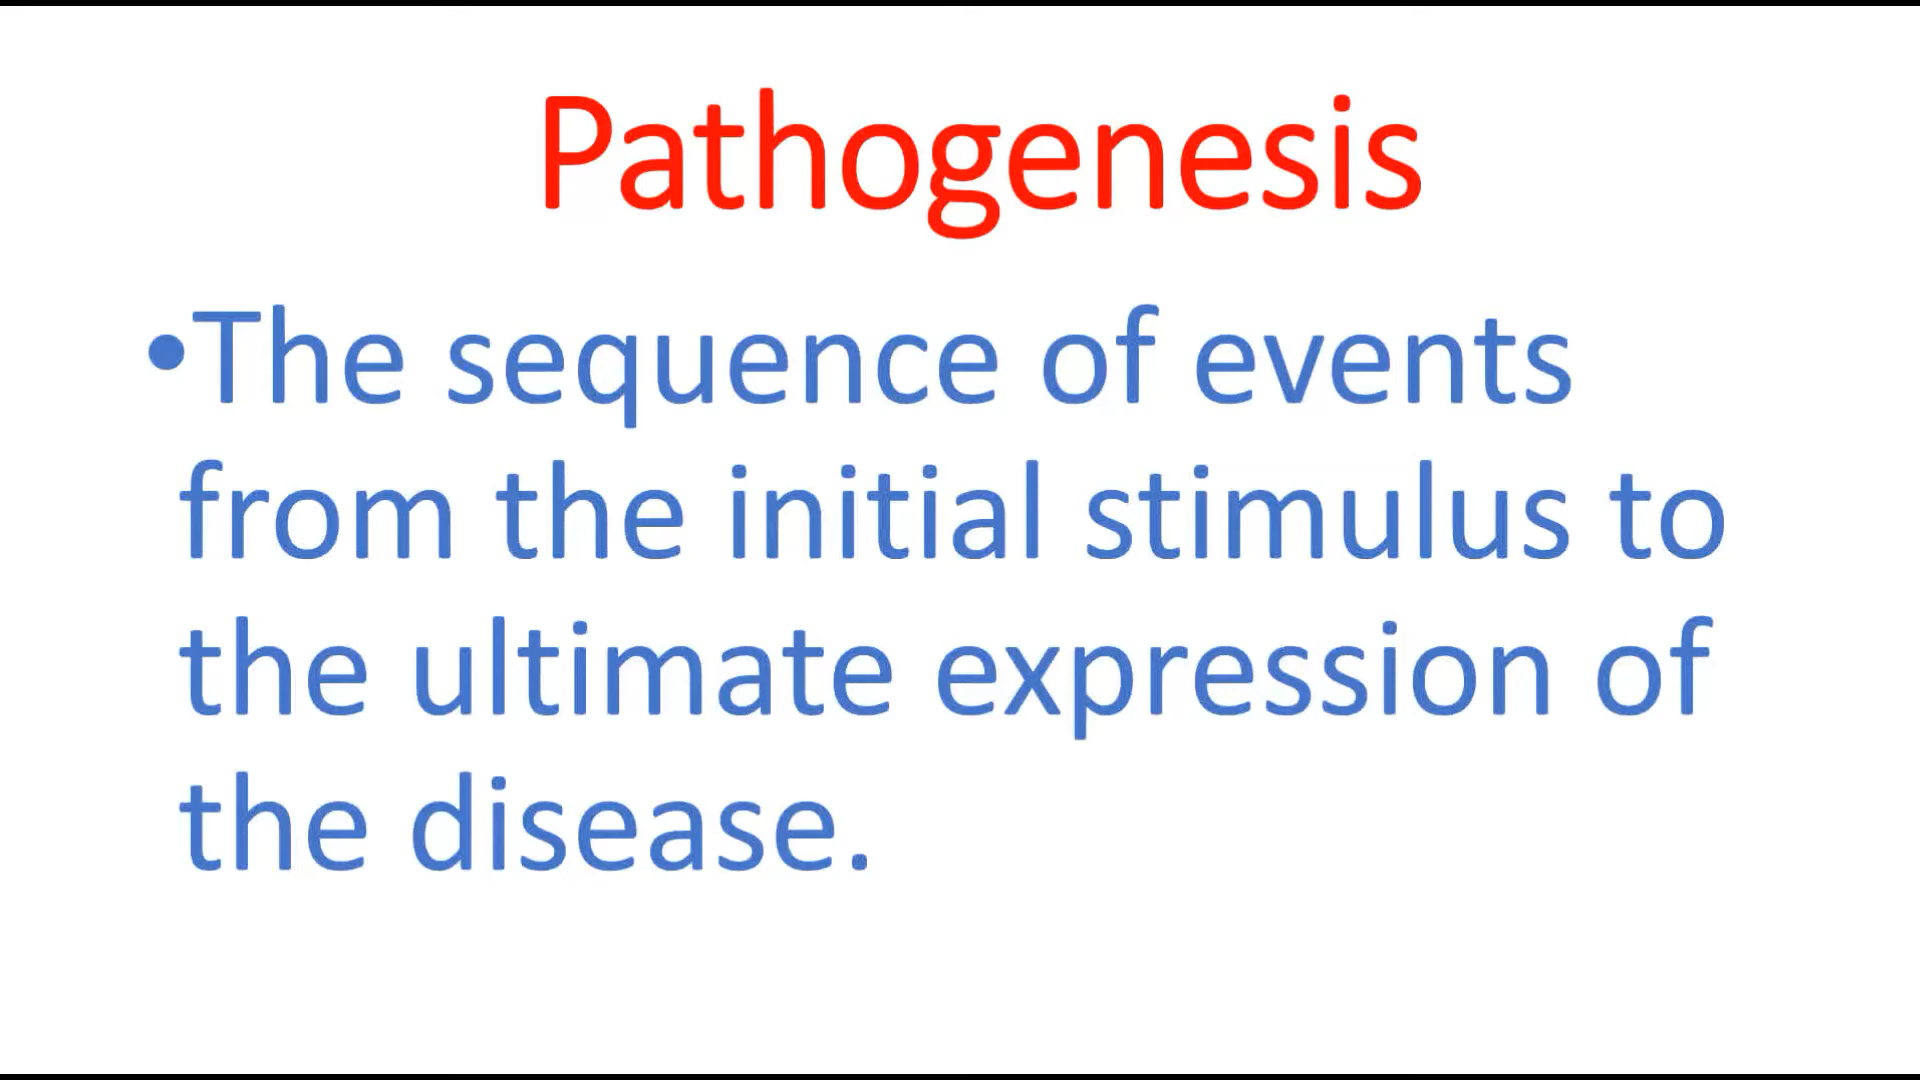 Pathogenesis
•The sequence of events
from the initial stimulus to
the ultimate expression of
the disease.